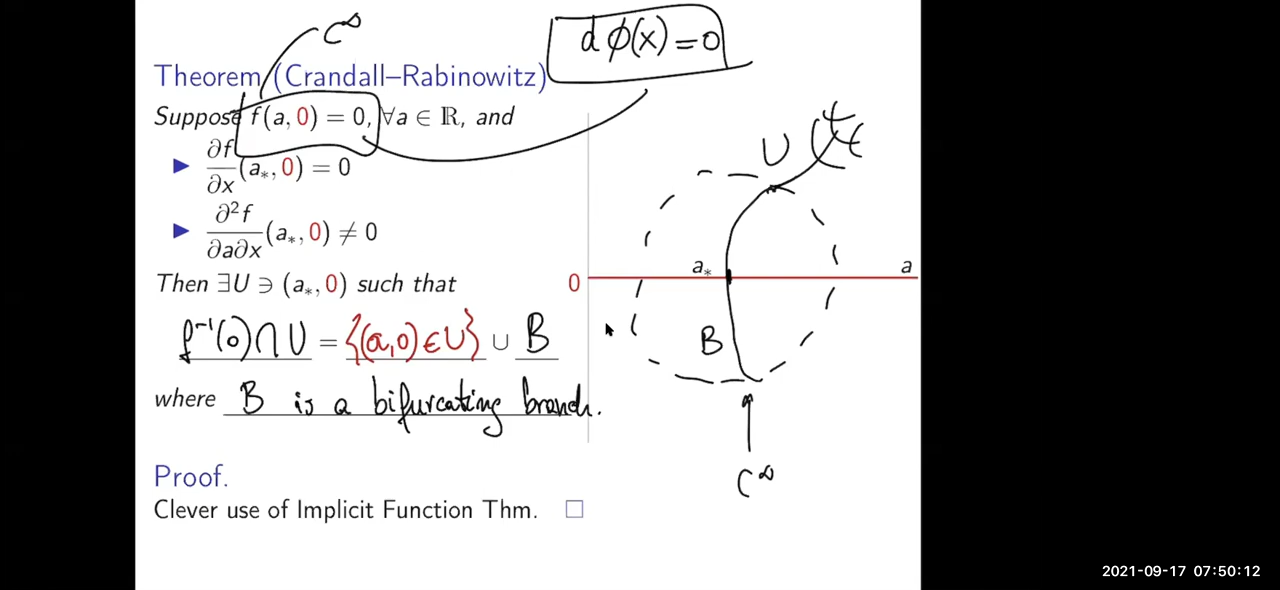 C^∞
dϕ(x) = 0
Theorem (Crandall–Rabinowitz)
Suppose f(a, 0) = 0, ∀a ∈ ℝ, and
▶ ∂f/∂x (a_*, 0) = 0
▶ ∂²f/∂a∂x (a_*, 0) ≠ 0
Then ∃U ∋ (a_*, 0) such that
f⁻¹(0) ∩ U = {(a,0) ∈ U} ∪ B
where B is a bifurcating branch.
Proof.
Clever use of Implicit Function Thm. □
U
a_*
a
0
B
C^∞
2021-09-17 07:50:12